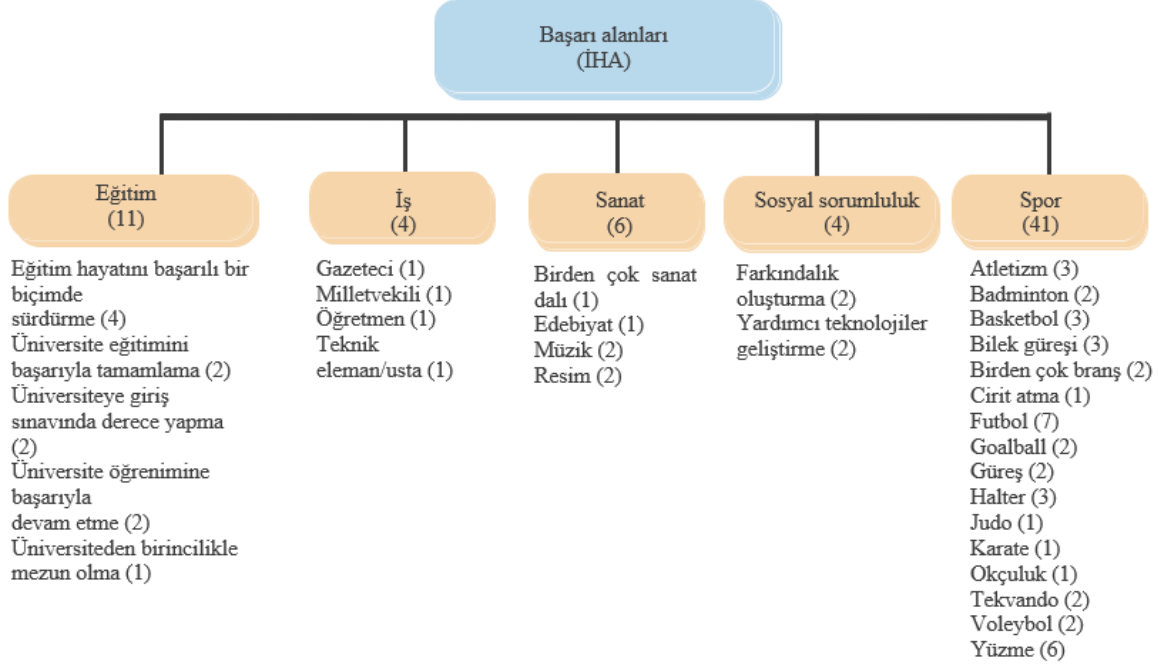 Başarı alanları
(İHA)
Eğitim
(11)
Eğitim hayatını başarılı bir
biçimde
sürdürme (4)
Üniversite eğitimini
başarıyla tamamlama (2)
Üniversiteye giriş
sınavında derece yapma
(2)
Üniversite öğrenimine
başarıyla
devam etme (2)
Üniversiteden birincilikle
mezun olma (1)
İş
(4)
Gazeteci (1)
Milletvekili (1)
Öğretmen (1)
Teknik
eleman/usta (1)
Sanat
(6)
Birden çok sanat
dalı (1)
Edebiyat (1)
Müzik (2)
Resim (2)
Sosyal sorumluluk
(4)
Farkındalık
oluşturma (2)
Yardımcı teknolojiler
geliştirme (2)
Spor
(41)
Atletizm (3)
Badminton (2)
Basketbol (3)
Bilek güreşi (3)
Birden çok branş (2)
Cirit atma (1)
Futbol (7)
Goalball (2)
Güreş (2)
Halter (3)
Judo (1)
Karate (1)
Okçuluk (1)
Tekvando (2)
Voleybol (2)
Yüzme (6)